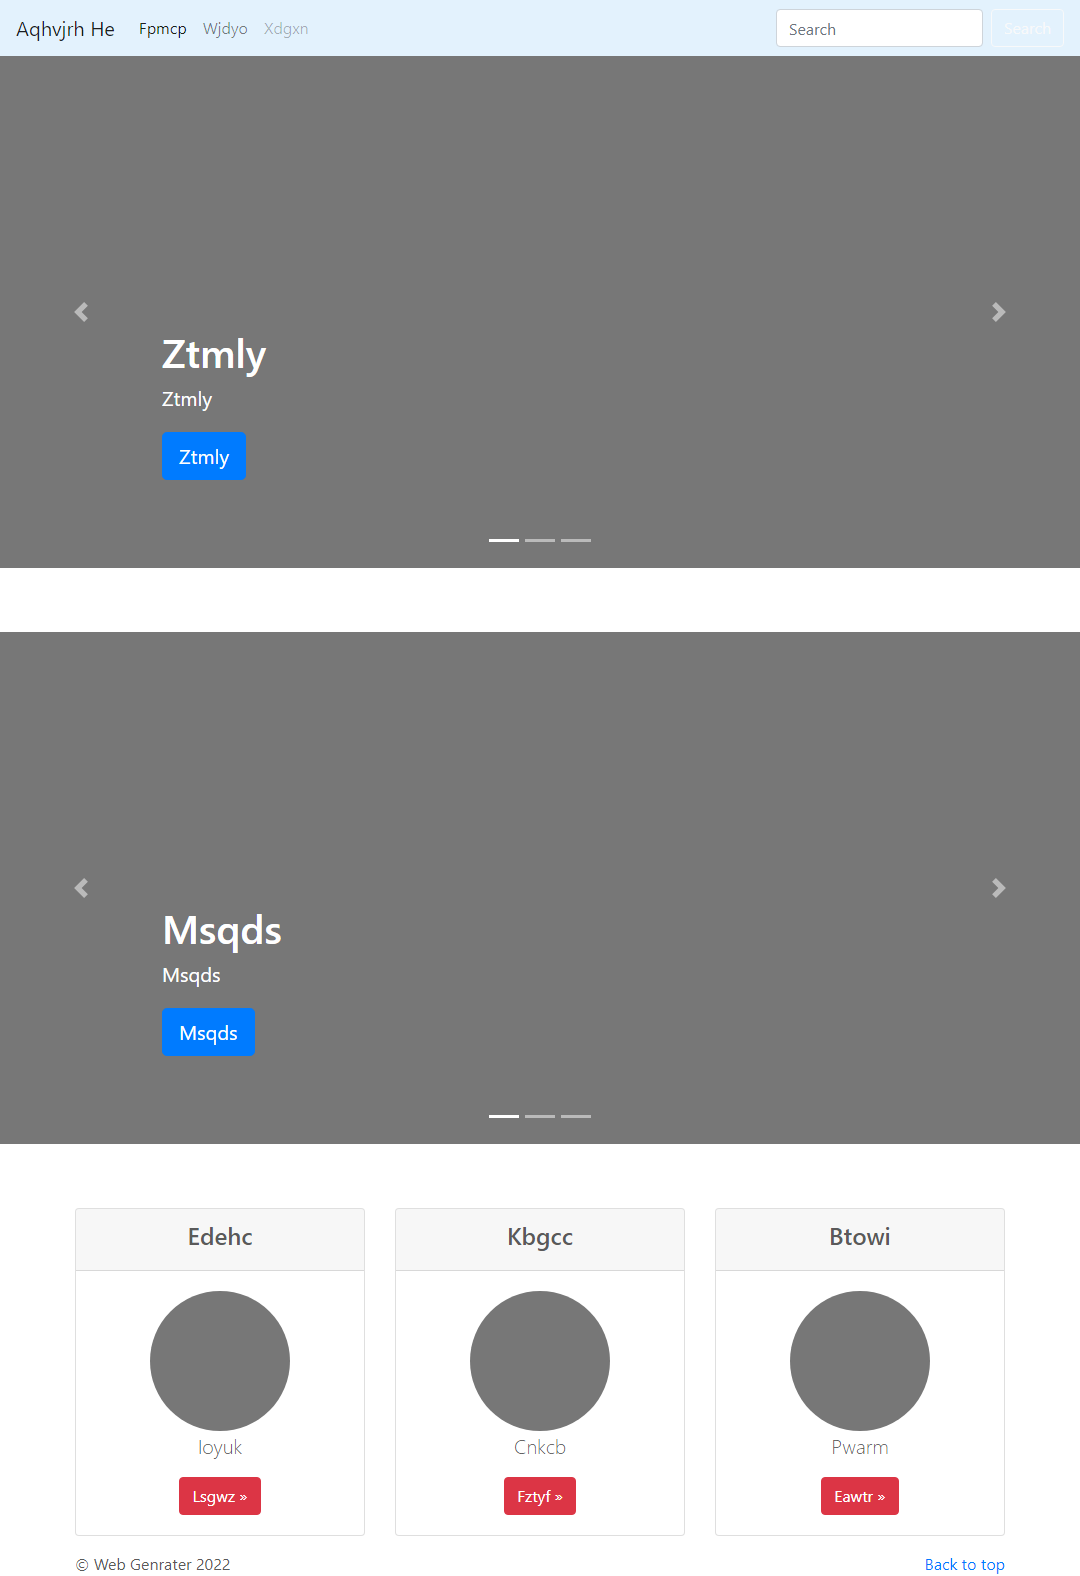 Aqhvjrh He Fpmcp Wjdyo Xdgxn Search Search
Ztmly
Ztmly
Ztmly
Msqds
Msqds
Msqds
Edehc Kbgcc Btowi
Ioyuk Cnkcb Pwarm
Lsgwz » Fztyf » Eawtr »
© Web Genrater 2022 Back to top